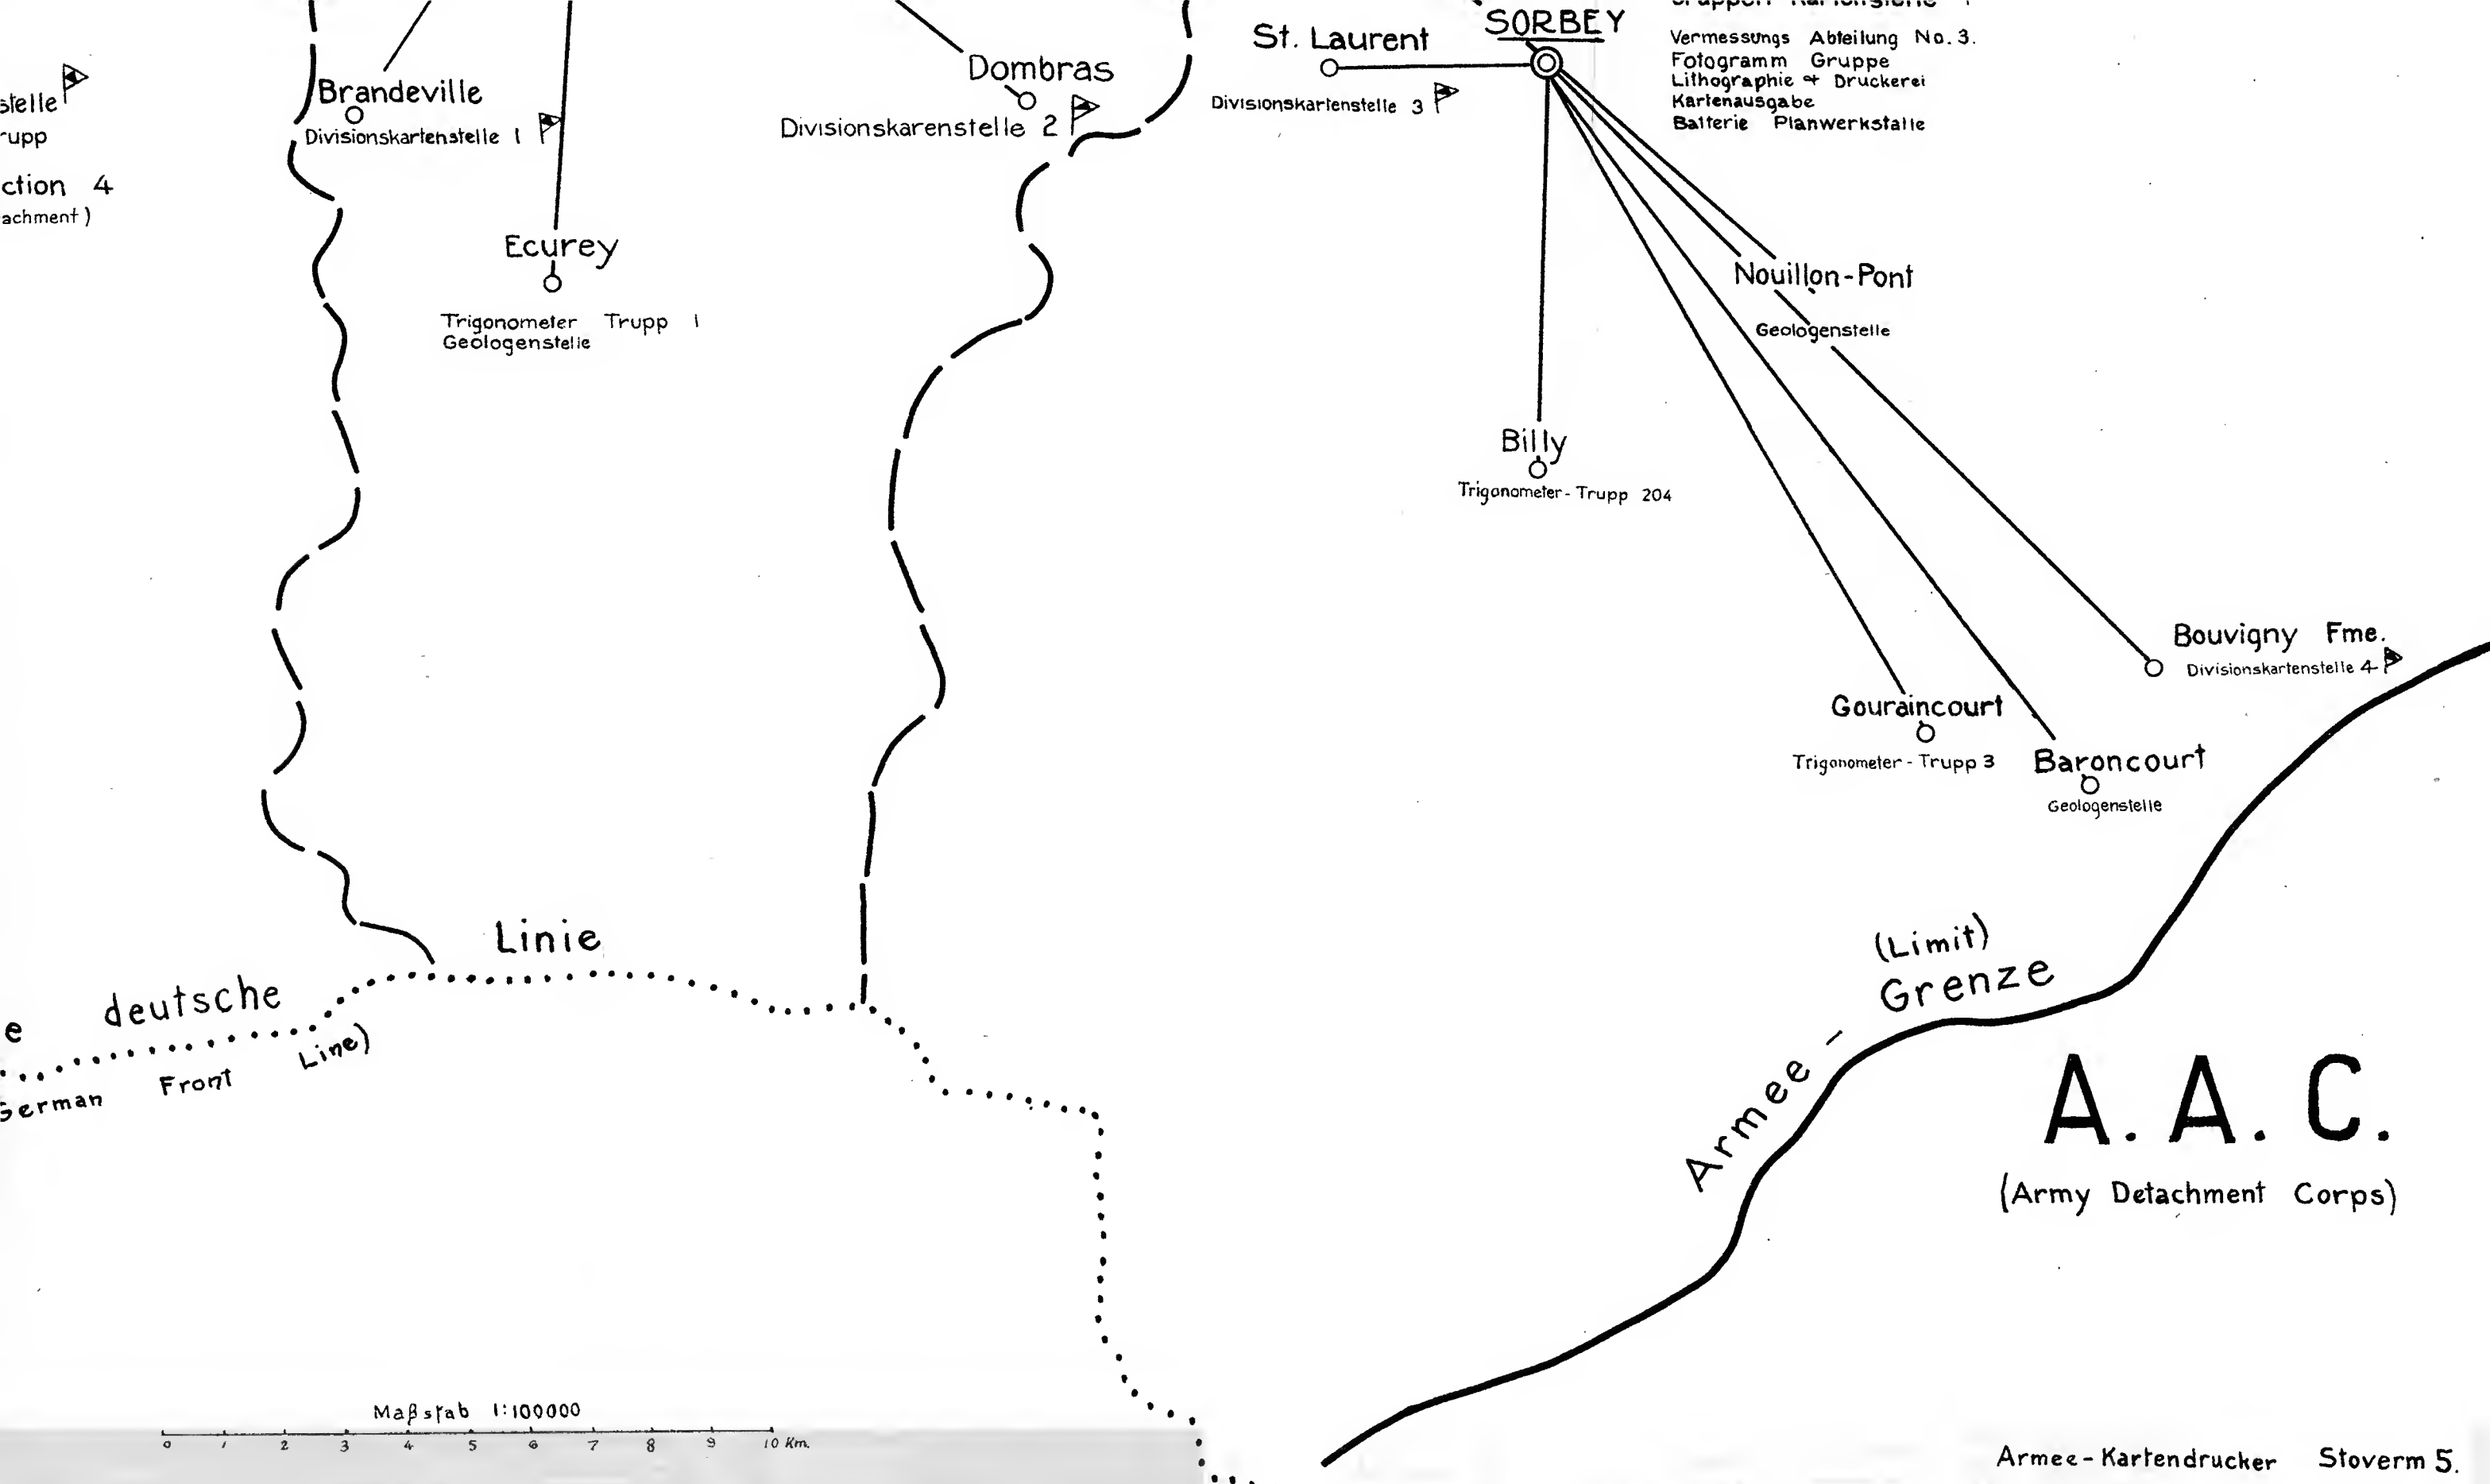 SORBEY
St. Laurent
Divisionskartenstelle 3
Vermessungs Abteilung No. 3.
Fotogramm Gruppe
Lithographie & Druckerei
Kartenausgabe
Batterie Planwerkstalle
Dombras
Divisionskarenstelle 2
Brandeville
Divisionskartenstelle 1
stelle
rupp
ction 4
achment)
Ecurey
Trigonometer Trupp 1
Geologenstelle
Nouillon-Pont
Geologenstelle
Billy
Trigonometer-Trupp 204
Bouvigny Fme.
Divisionskartenstelle 4
Gouraincourt
Trigonometer-Trupp 3
Baroncourt
Geologenstelle
e deutsche Linie
German Front Line)
(Limit)
Armee-Grenze
A. A. C.
(Army Detachment Corps)
Maßstab 1:100000
0 1 2 3 4 5 6 7 8 9 10 Km.
Armee-Kartendrucker Stoverm 5.